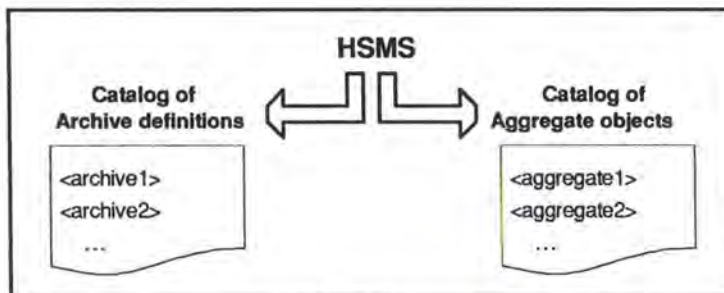 HSMS
Catalog of
Archive definitions
<archive1>
<archive2>
...
Catalog of
Aggregate objects
<aggregate1>
<aggregate2>
...